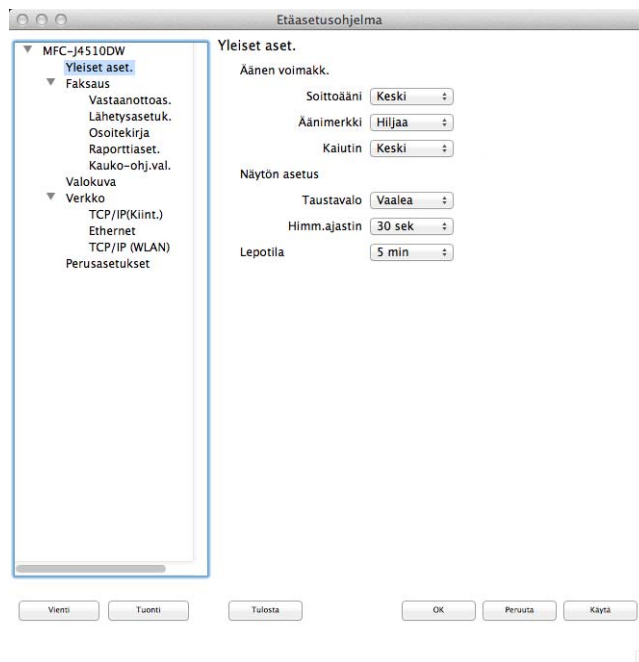 Etäasetusohjelma
MFC-J4510DW
Yleiset aset.
Faksaus
Vastaanottoas.
Lähetysasetuk.
Osoitekirja
Raporttiaset.
Kauko-ohj.val.
Valokuva
Verkko
TCP/IP(Kiint.)
Ethernet
TCP/IP (WLAN)
Perusasetukset
Yleiset aset.
Äänen voimakk.
Soittoääni Keski
Äänimerkki Hiljaa
Kaiutin Keski
Näytön asetus
Taustavalo Vaalea
Himm.ajastin 30 sek
Lepotila 5 min
Vienti Tuonti Tulosta OK Peruuta Käytä